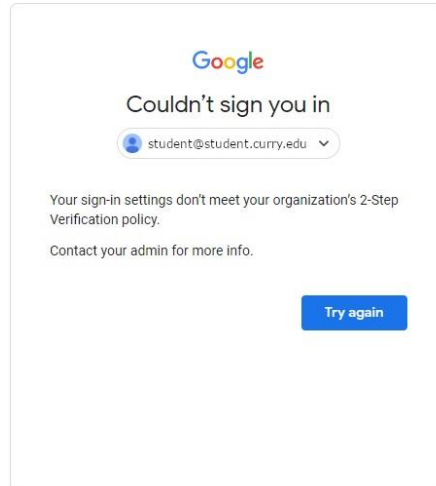 Google
Couldn't sign you in
student@student.curry.edu
Your sign-in settings don't meet your organization's 2-Step
Verification policy.
Contact your admin for more info.
Try again